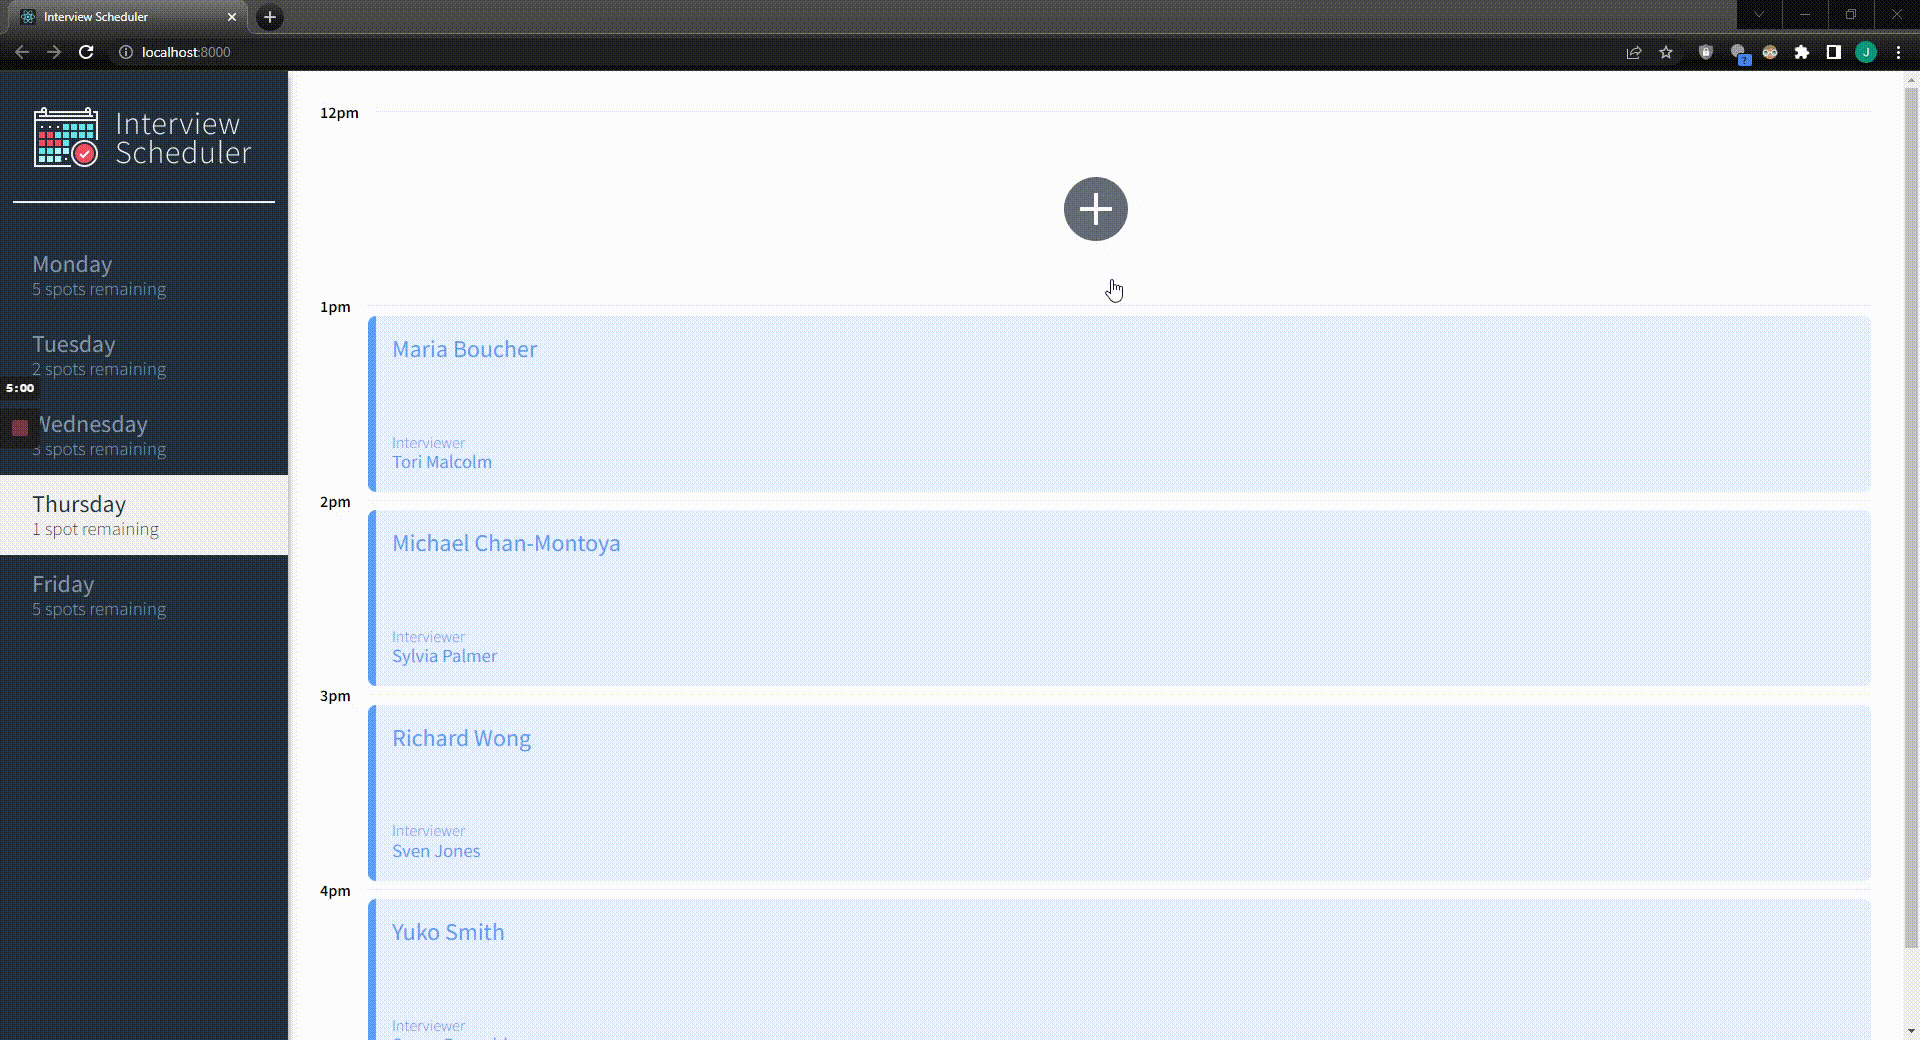 Interview Scheduler
localhost:8000
J
?
Interview
Scheduler
Monday
5 spots remaining
Tuesday
2 spots remaining
5:00
Wednesday
3 spots remaining
Thursday
1 spot remaining
Friday
5 spots remaining
12pm
1pm
Maria Boucher
Interviewer
Tori Malcolm
2pm
Michael Chan-Montoya
Interviewer
Sylvia Palmer
3pm
Richard Wong
Interviewer
Sven Jones
4pm
Yuko Smith
Interviewer